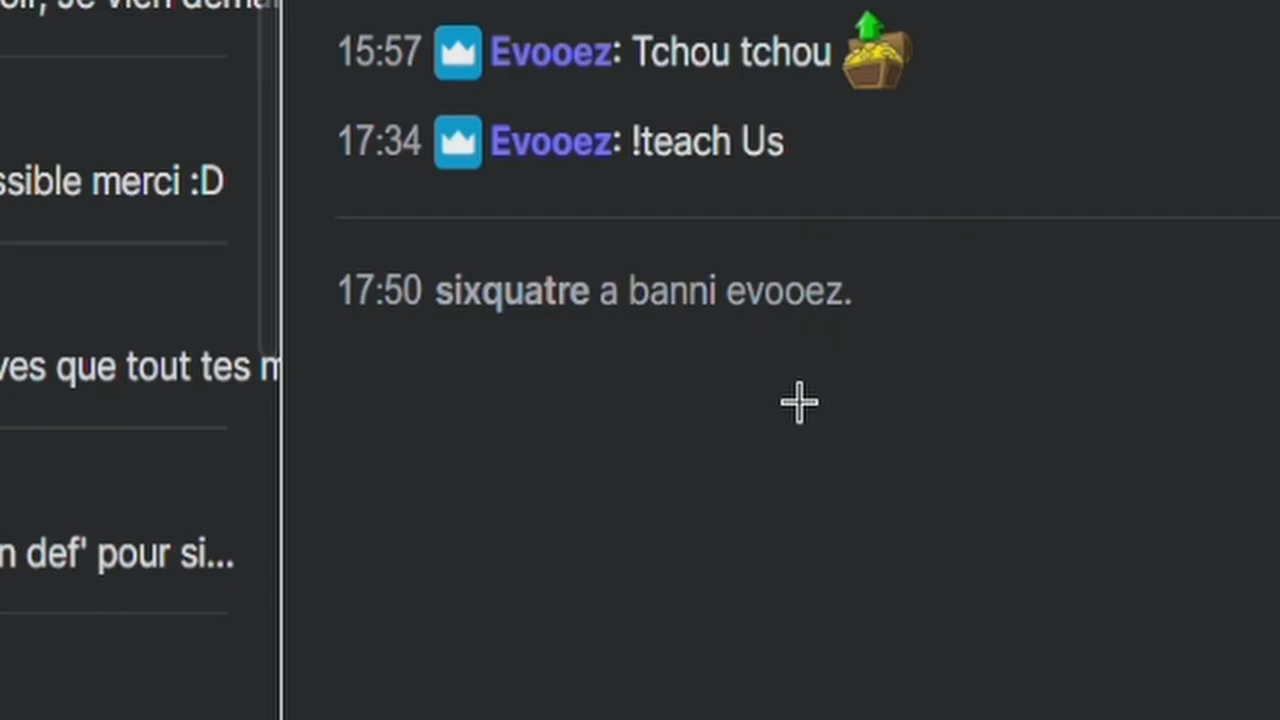 15:57 Evooez: Tchou tchou
17:34 Evooez: !teach Us
ssible merci :D
17:50 sixquatre a banni evooez.
ves que tout tes
n def' pour si...